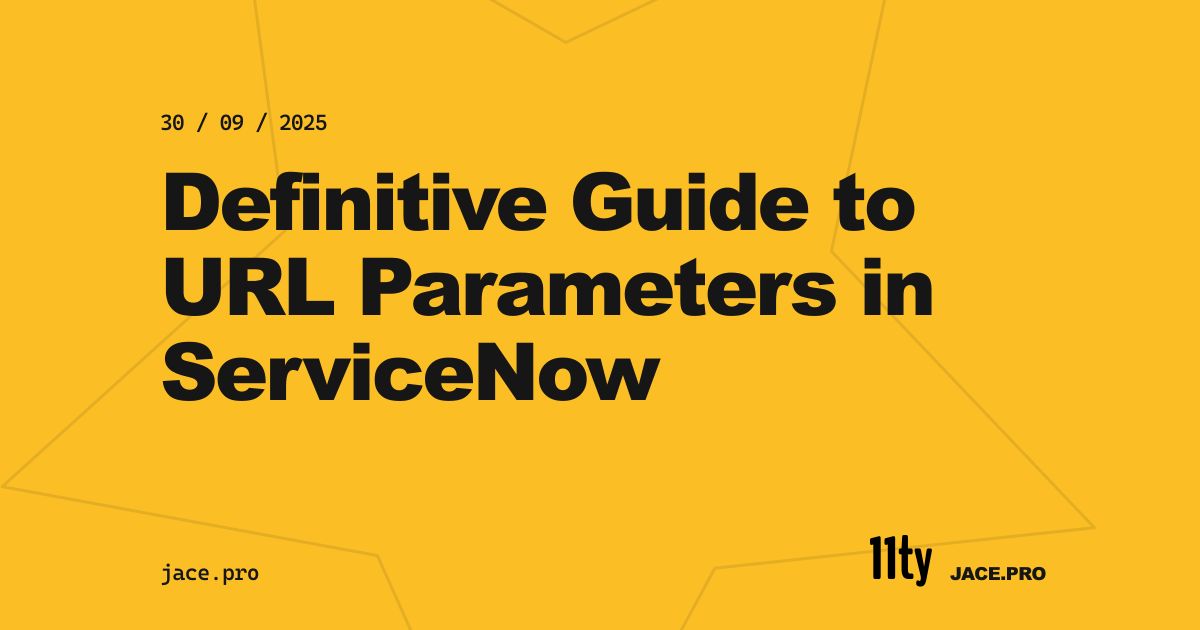 30 / 09 / 2025
Definitive Guide to
URL Parameters in
ServiceNow
jace.pro
11ty JACE.PRO